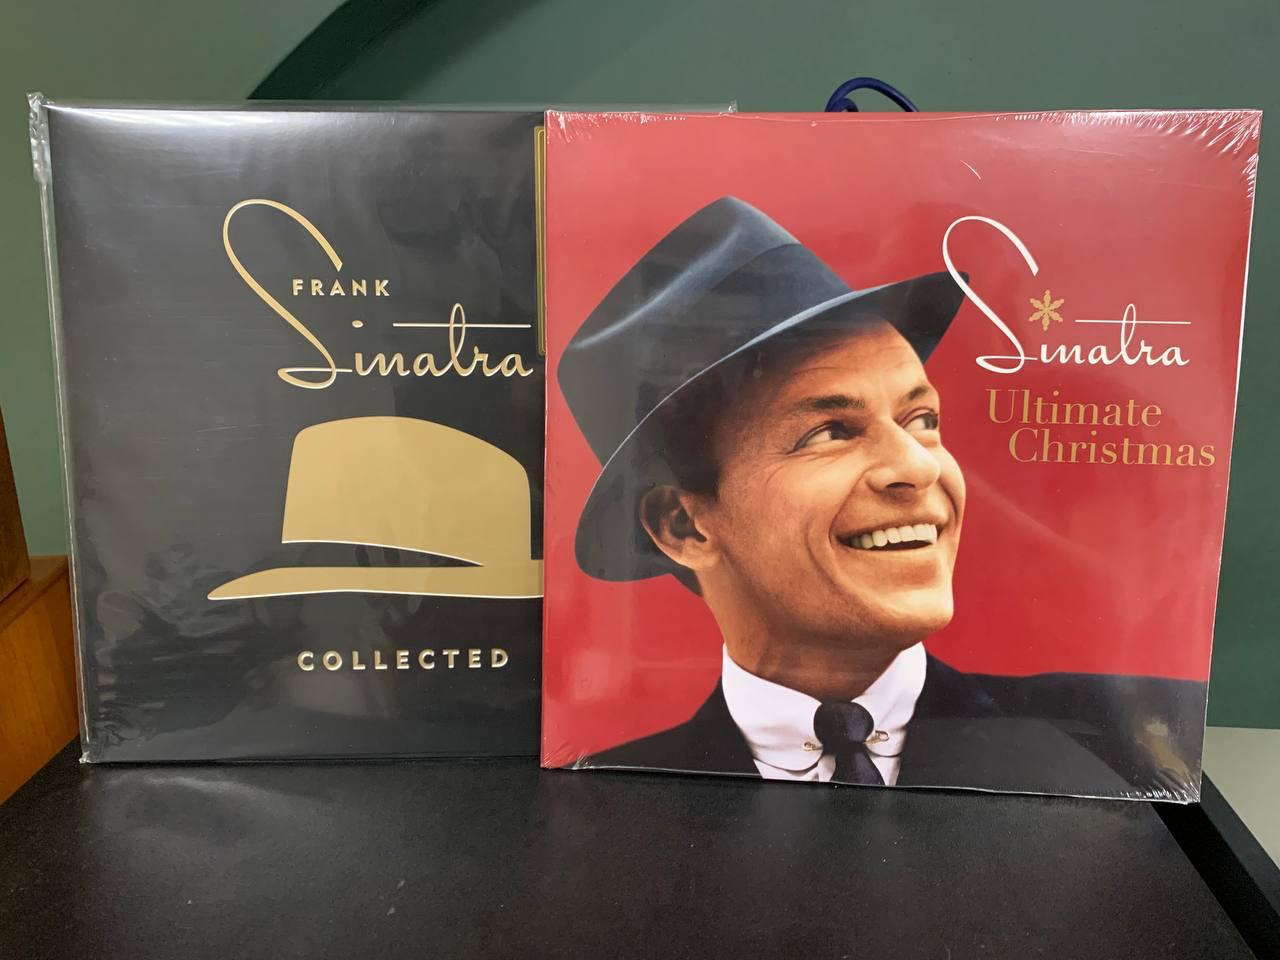 FRANK
Sinatra
COLLECTED
Sinatra
Ultimate
Christmas